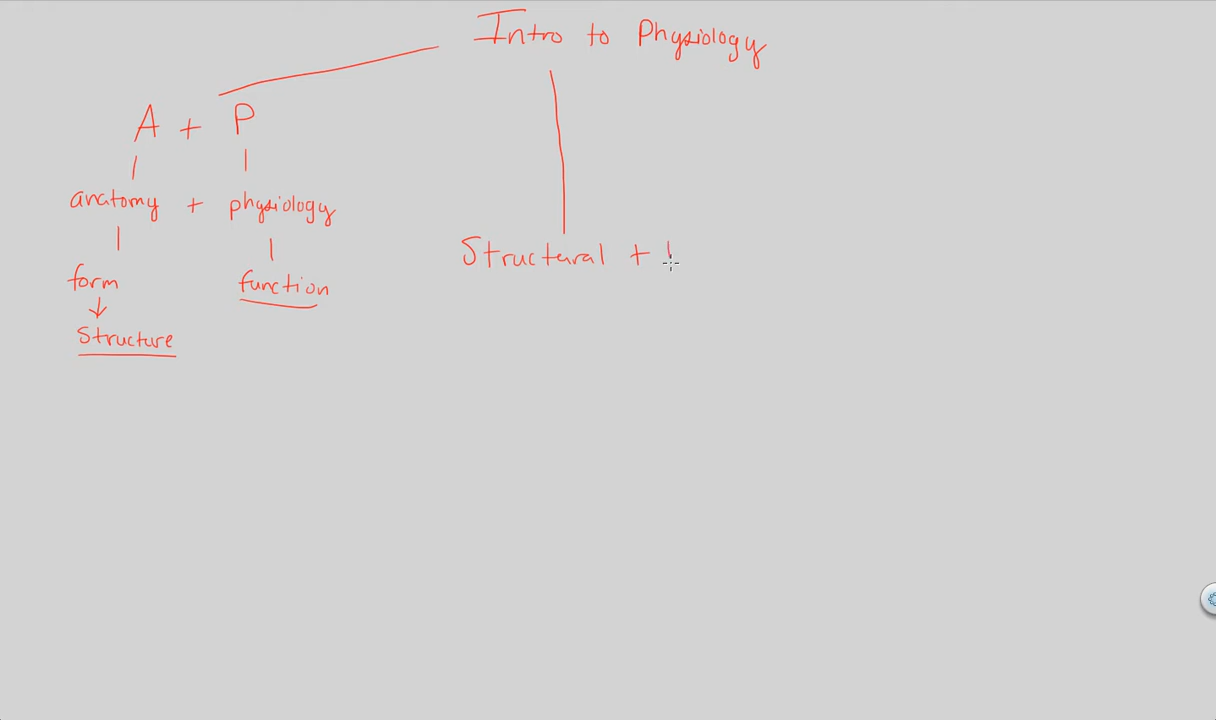 Intro to Physiology
A + P
anatomy + physiology
Structural +
form
function
Structure